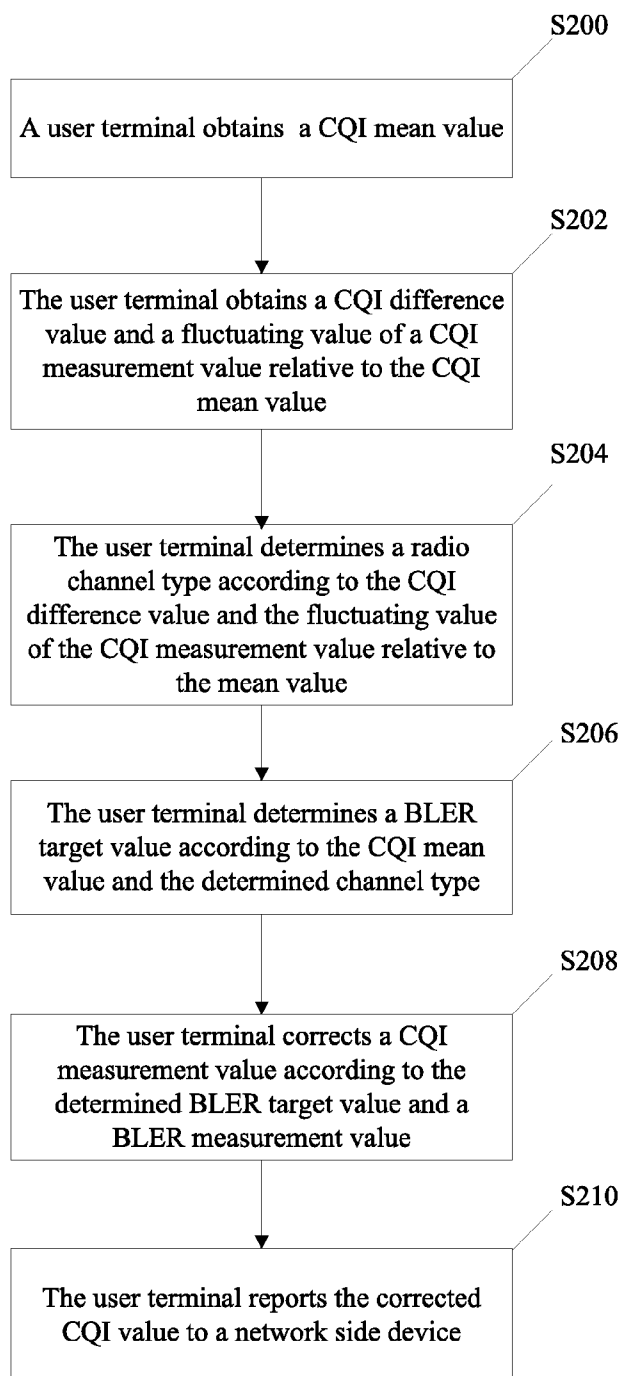 S200
A user terminal obtains a CQI mean value
S202
The user terminal obtains a CQI difference
value and a fluctuating value of a CQI
measurement value relative to the CQI
mean value
S204
The user terminal determines a radio
channel type according to the CQI
difference value and the fluctuating value
of the CQI measurement value relative to
the mean value
S206
The user terminal determines a BLER
target value according to the CQI mean
value and the determined channel type
S208
The user terminal corrects a CQI
measurement value according to the
determined BLER target value and a
BLER measurement value
S210
The user terminal reports the corrected
CQI value to a network side device